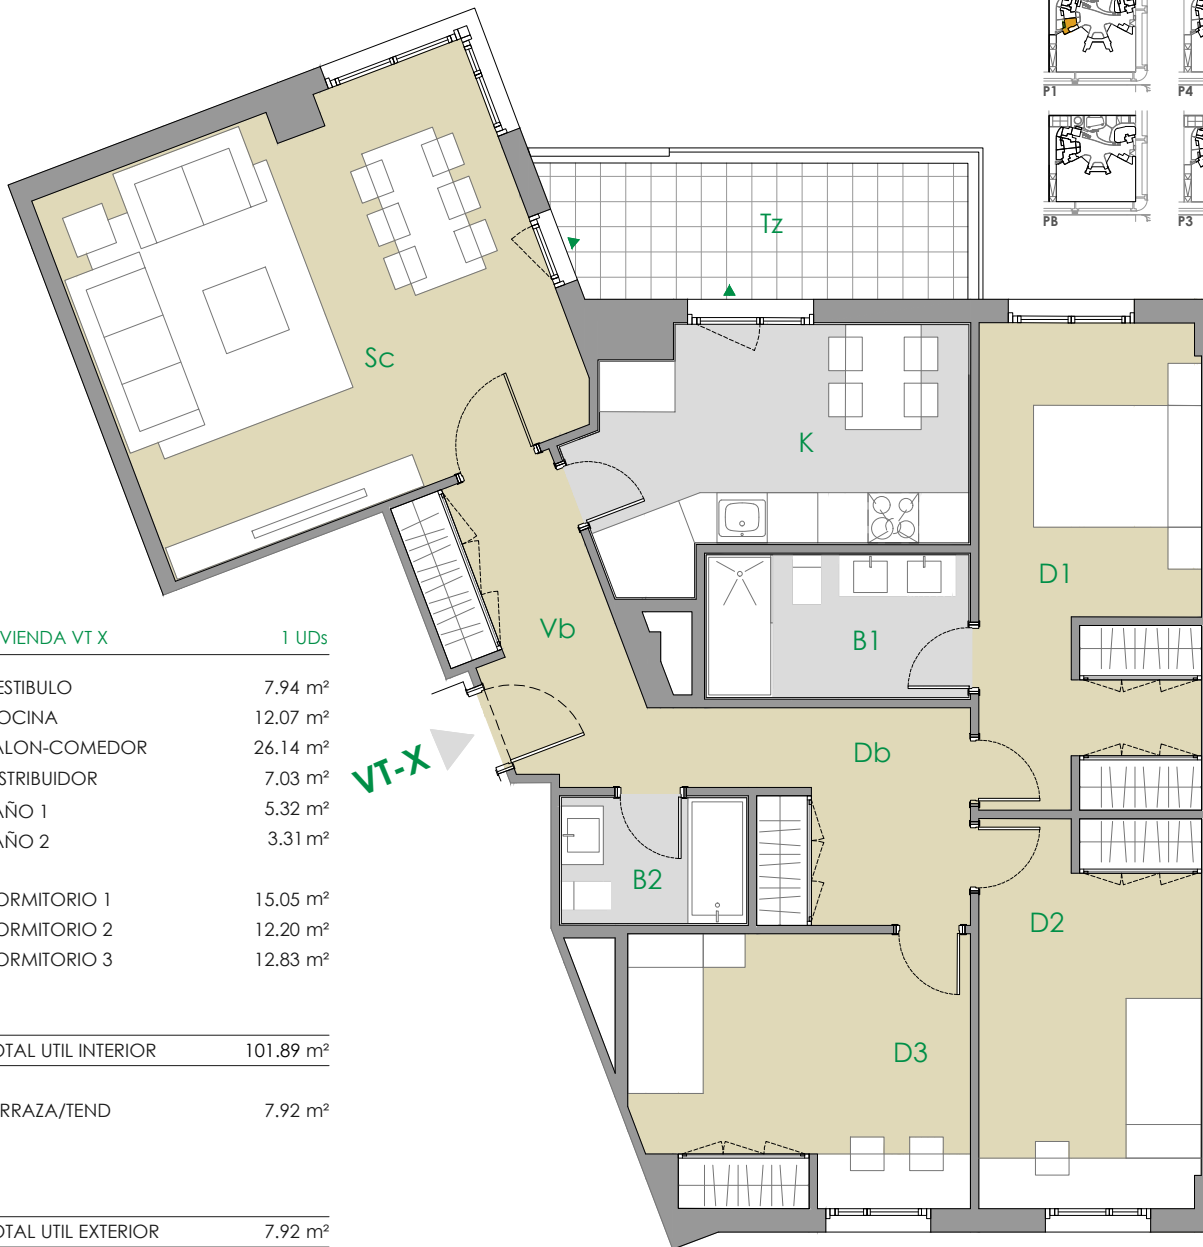 P1
P4
PB
P3
Tz
Sc
K
D1
Vb
B1
Db
VT-X
B2
D2
D3
VIENDA VT X 1 UDs
ESTIBULO 7.94 m²
OCINA 12.07 m²
ALON-COMEDOR 26.14 m²
STRIBUIDOR 7.03 m²
AÑO 1 5.32 m²
AÑO 2 3.31 m²
ORMITORIO 1 15.05 m²
ORMITORIO 2 12.20 m²
ORMITORIO 3 12.83 m²
OTAL UTIL INTERIOR 101.89 m²
RRAZA/TEND 7.92 m²
OTAL UTIL EXTERIOR 7.92 m²